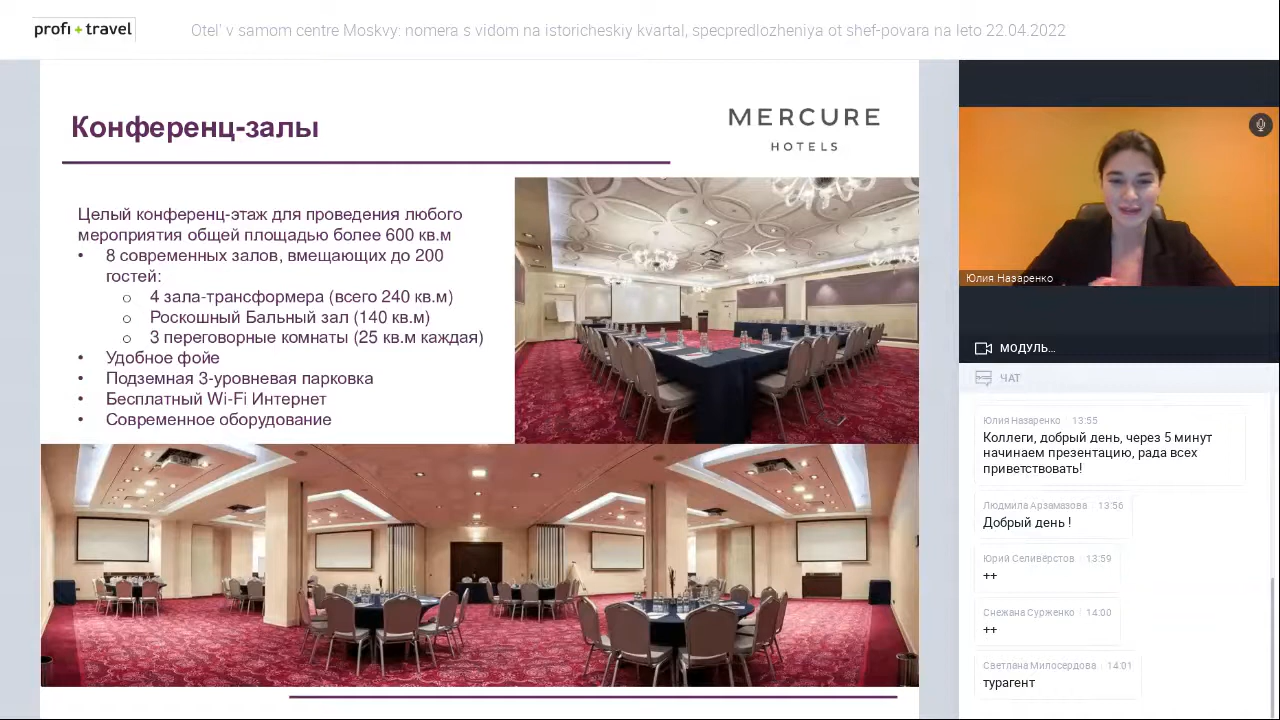 profi + travel
Otel' v samom centre Moskvy: nomera s vidom na istoricheskiy kvartal, specpredlozheniya ot shef-povara na leto 22.04.2022
Конференц-залы
MERCURE
HOTELS
Целый конференц-этаж для проведения любого
мероприятия общей площадью более 600 кв.м
• 8 современных залов, вмещающих до 200
гостей:
o 4 зала-трансформера (всего 240 кв.м)
o Роскошный Бальный зал (140 кв.м)
o 3 переговорные комнаты (25 кв.м каждая)
• Удобное фойе
• Подземная 3-уровневая парковка
• Бесплатный Wi-Fi Интернет
• Современное оборудование
Юлия Назаренко
МОДУЛЬ...
ЧАТ
Юлия Назаренко 13:55
Коллеги, добрый день, через 5 минут
начинаем презентацию, рада всех
приветствовать!
Людмила Арзамазова 13:56
Добрый день !
Юрий Селивёрстов 13:59
++
Снежана Сурженко 14:00
++
Светлана Милосердова 14:01
турагент